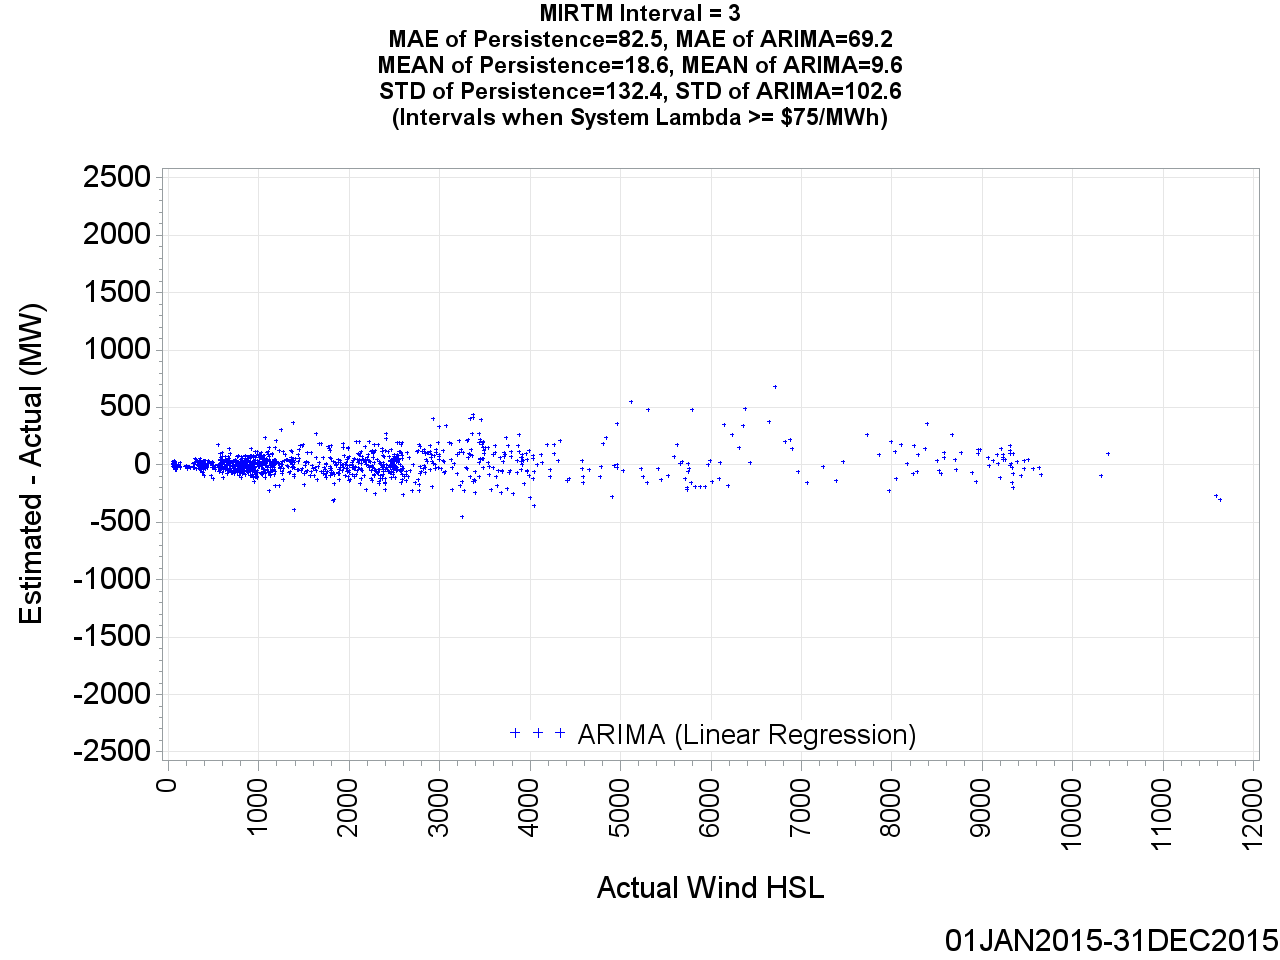 MIRTM Interval = 3
MAE of Persistence=82.5, MAE of ARIMA=69.2
MEAN of Persistence=18.6, MEAN of ARIMA=9.6
STD of Persistence=132.4, STD of ARIMA=102.6
(Intervals when System Lambda >= $75/MWh)
Estimated - Actual (MW)
2500
2000
1500
1000
500
0
-500
-1000
-1500
-2000
-2500
ARIMA (Linear Regression)
0 1000 2000 3000 4000 5000 6000 7000 8000 9000 10000 11000 12000
Actual Wind HSL
01JAN2015-31DEC2015